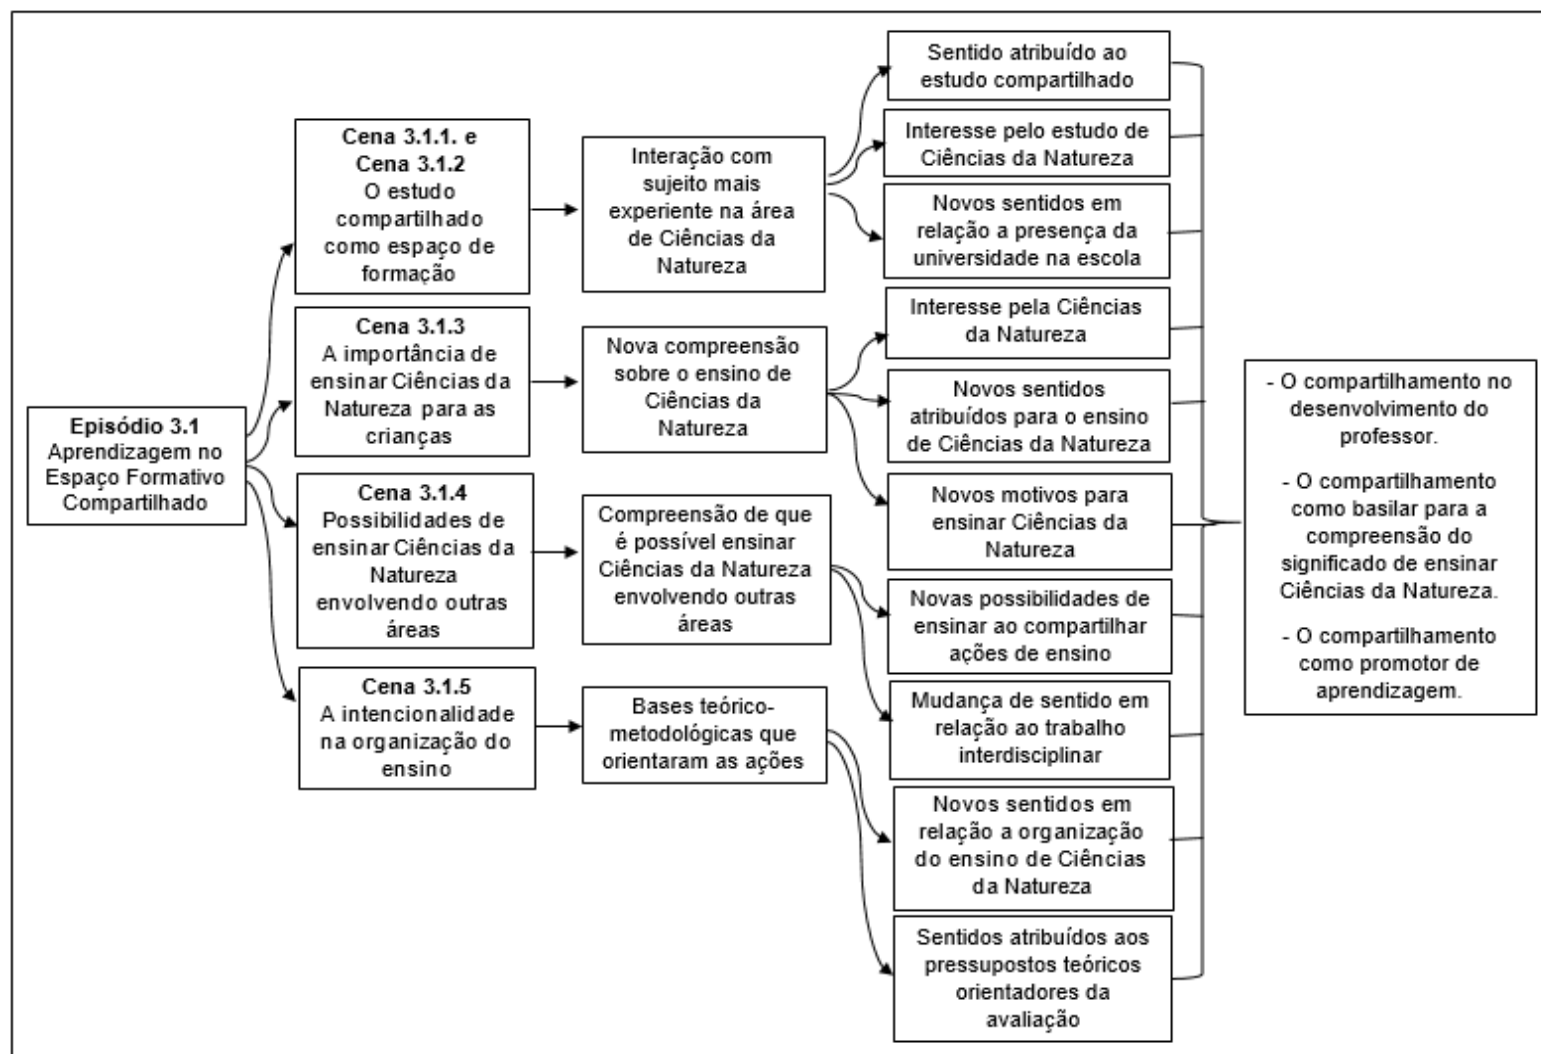 Episódio 3.1
Aprendizagem no
Espaço Formativo
Compartilhado
Cena 3.1.1. e
Cena 3.1.2
O estudo
compartilhado
como espaço de
formação
Cena 3.1.3
A importância de
ensinar Ciências da
Natureza para as
crianças
Cena 3.1.4
Possibilidades de
ensinar Ciências da
Natureza
envolvendo outras
áreas
Cena 3.1.5
A intencionalidade
na organização do
ensino
Interação com
sujeito mais
experiente na área
de Ciências da
Natureza
Nova compreensão
sobre o ensino de
Ciências da
Natureza
Compreensão de que
é possível ensinar
Ciências da Natureza
envolvendo outras
áreas
Bases teórico-
metodológicas que
orientaram as ações
Sentido atribuído ao
estudo compartilhado
Interesse pelo estudo de
Ciências da Natureza
Novos sentidos em
relação a presença da
universidade na escola
Interesse pela Ciências
da Natureza
Novos sentidos
atribuídos para o ensino
de Ciências da Natureza
Novos motivos para
ensinar Ciências da
Natureza
Novas possibilidades de
ensinar ao compartilhar
ações de ensino
Mudança de sentido em
relação ao trabalho
interdisciplinar
Novos sentidos em
relação a organização
do ensino de Ciências
da Natureza
Sentidos atribuídos aos
pressupostos teóricos
orientadores da
avaliação
- O compartilhamento no
desenvolvimento do
professor.
- O compartilhamento
como basilar para a
compreensão do
significado de ensinar
Ciências da Natureza.
- O compartilhamento
como promotor de
aprendizagem.